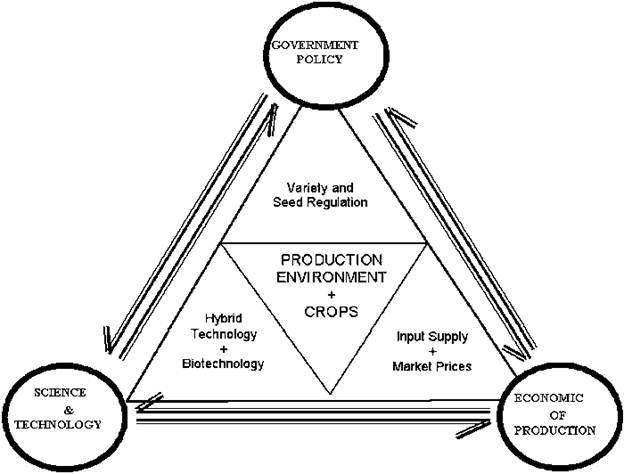 GOVERNMENT
POLICY
Variety and
Seed Regulation
PRODUCTION
ENVIRONMENT
+
CROPS
Hybrid
Technology
+
Biotechnology
Input Supply
+
Market Prices
SCIENCE
&
TECHNOLOGY
ECONOMIC
OF
PRODUCTION